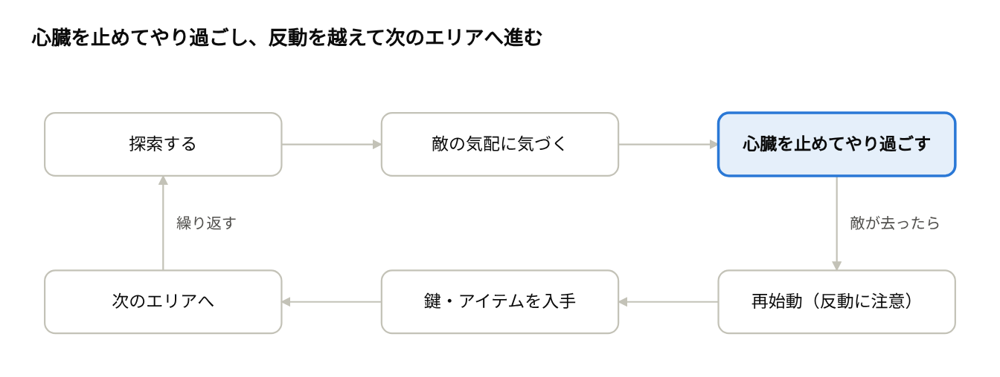 心臓を止めてやり過ごし、反動を越えて次のエリアへ進む
探索する
敵の気配に気づく
心臓を止めてやり過ごす
繰り返す
敵が去ったら
次のエリアへ
鍵・アイテムを入手
再始動（反動に注意）